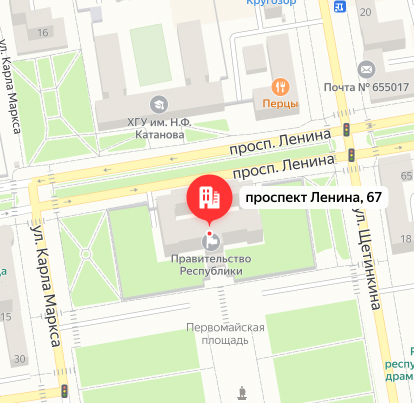 Кругозор
16
20
ул. Карла Маркса
Перцы
Почта № 655017
ХГУ им. Н.Ф.
Катанова
просп. Ленина
просп. Ленина
65
проспект Ленина, 67
ул. Карла Маркса
ул. Щетинкина
Правительство
Республики
Первомайская
площадь
15
30
18
респу
драм